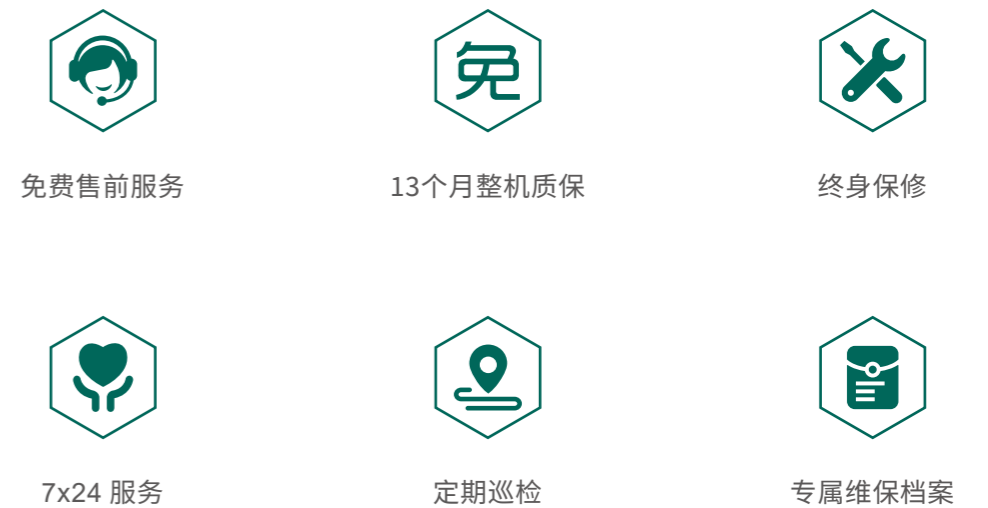 免
免费售前服务
13个月整机质保
终身保修
7x24 服务
定期巡检
专属维保档案